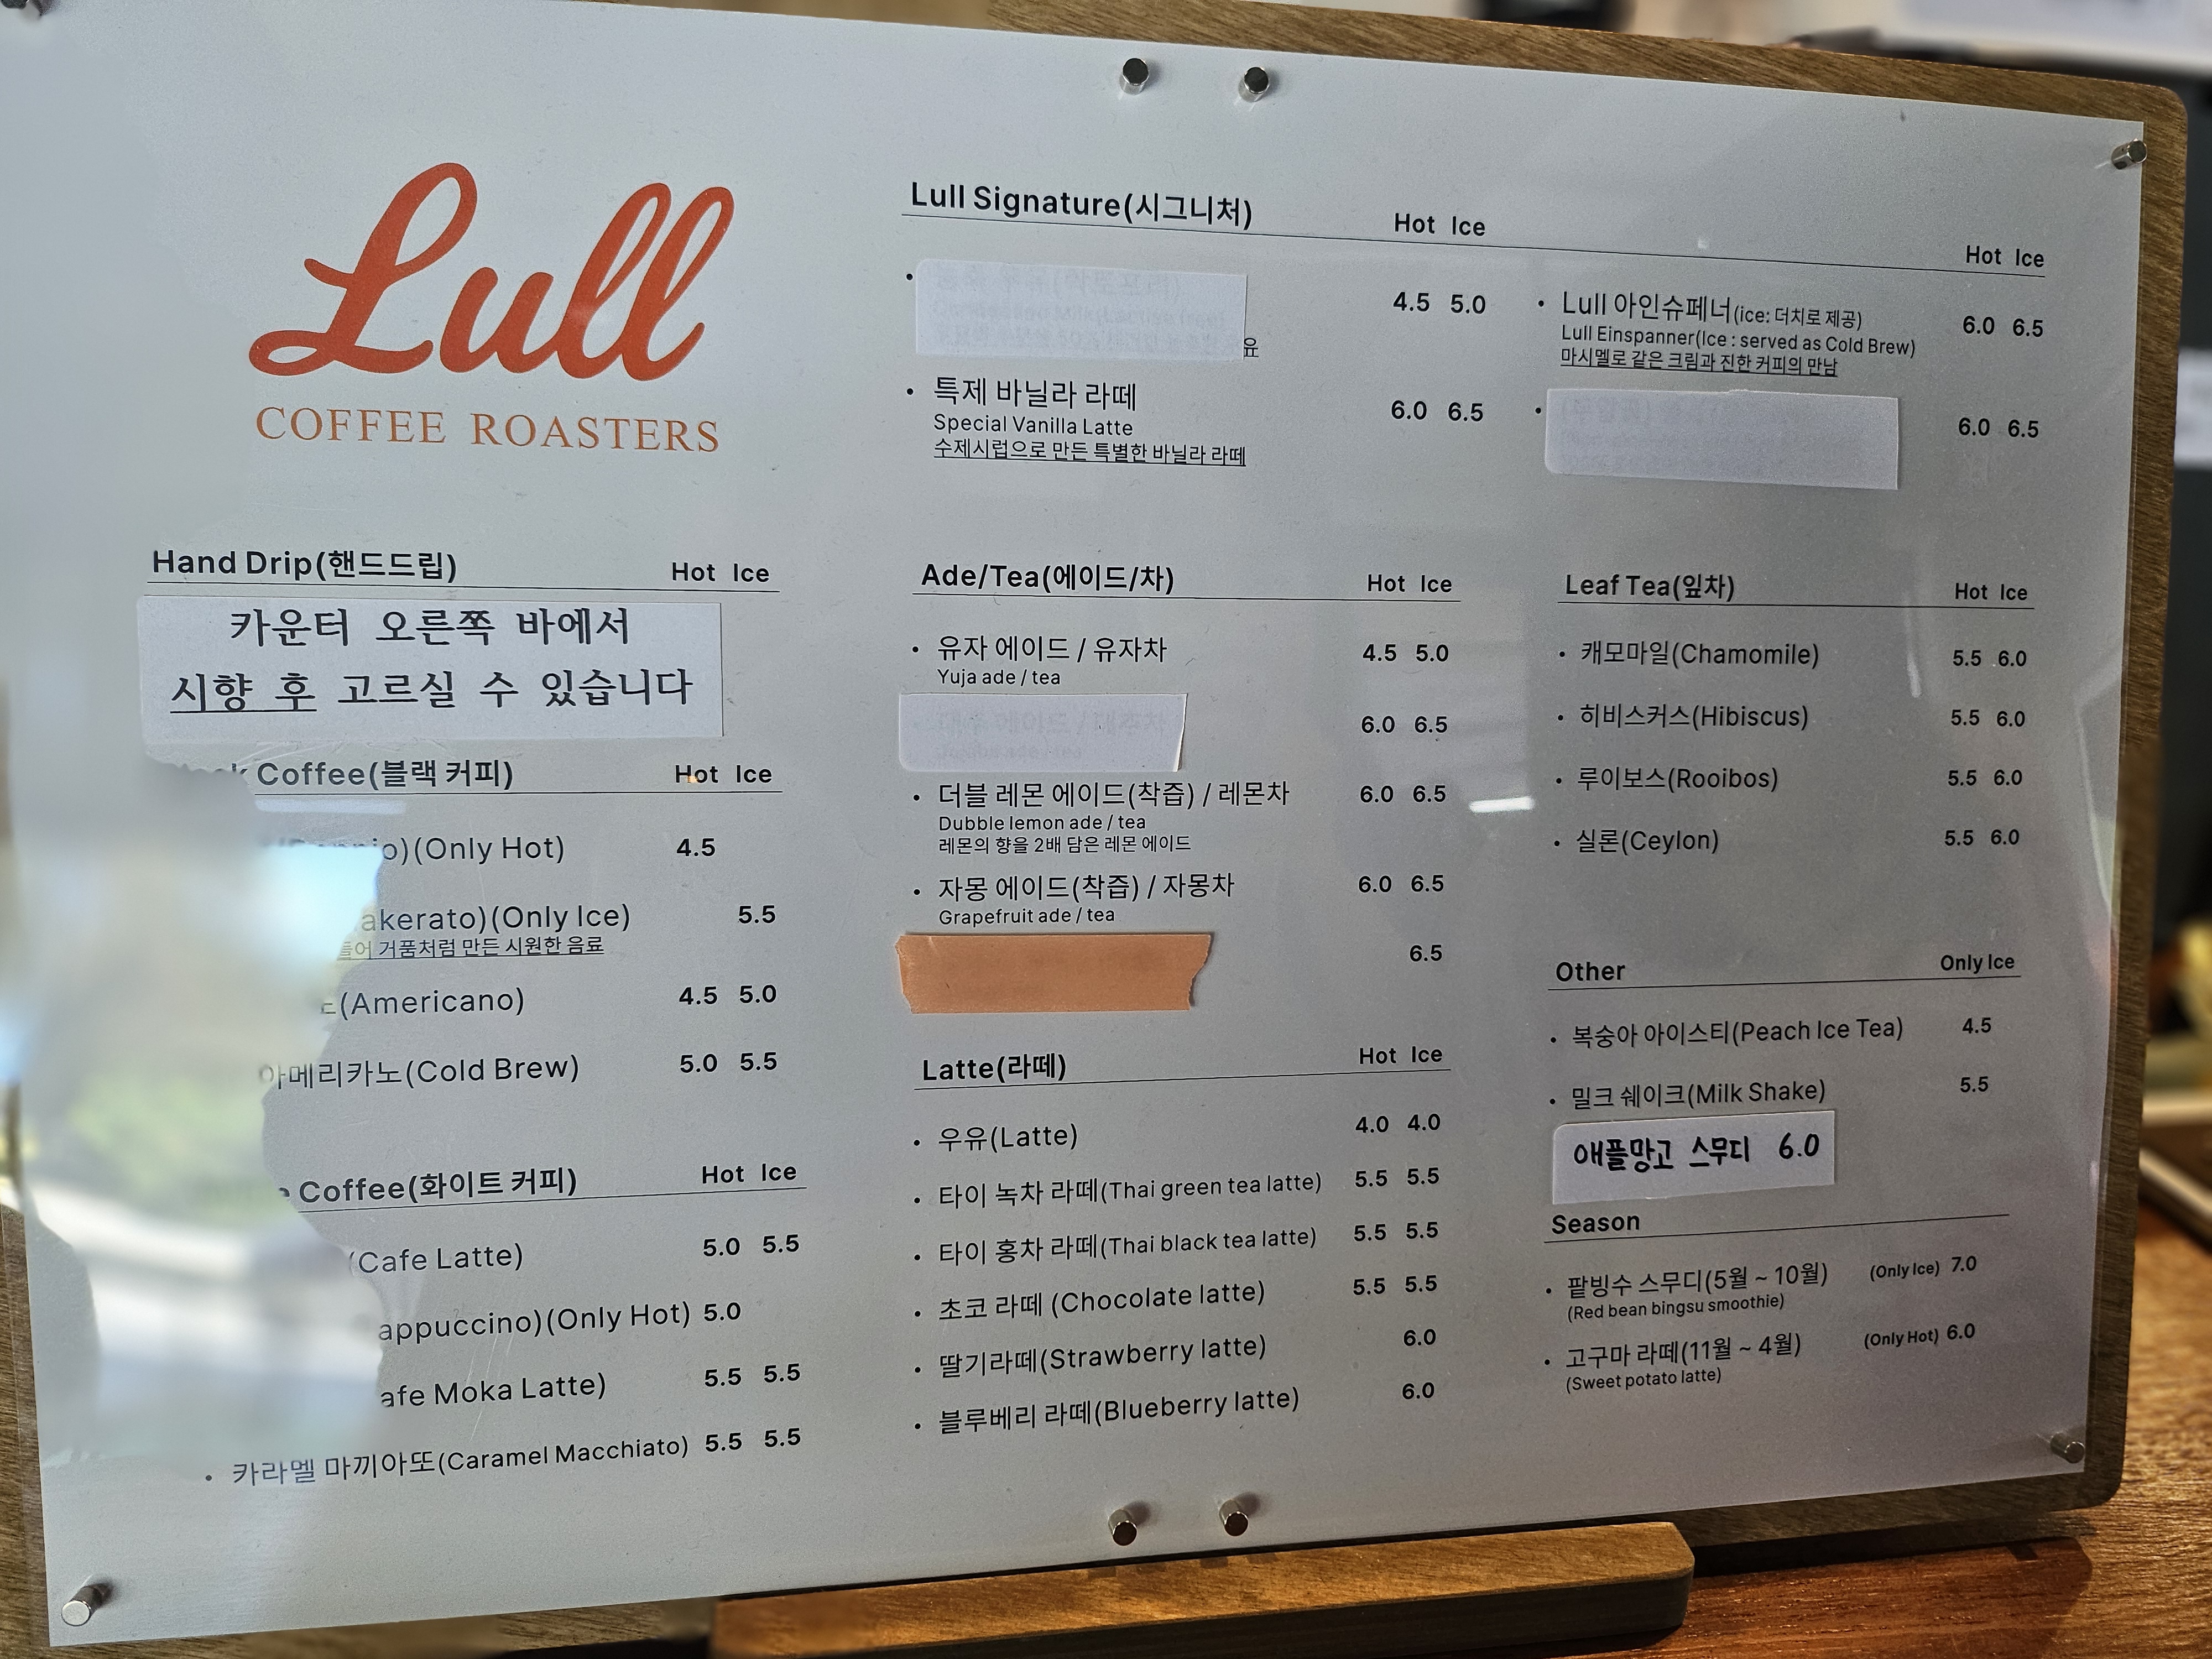 Lull
COFFEE ROASTERS
Hand Drip(핸드드립) Hot Ice
카운터 오른쪽 바에서
시향 후 고르실 수 있습니다
Coffee(블랙 커피) Hot Ice
(Only Hot) 4.5
(Only Ice) 5.5
거품처럼 만든 시원한 음료
(Americano) 4.5 5.0
아메리카노(Cold Brew) 5.0 5.5
Coffee(화이트 커피) Hot Ice
(Cafe Latte) 5.0 5.5
(Only Hot) 5.0
Moka Latte) 5.5 5.5
• 카라멜 마끼아또(Caramel Macchiato) 5.5 5.5
Lull Signature(시그니처) Hot Ice
• 4.5 5.0
유
• 특제 바닐라 라떼 6.0 6.5
Special Vanilla Latte
수제시럽으로 만든 특별한 바닐라 라떼
Hot Ice
• Lull 아인슈페너(ice: 더치로 제공) 6.0 6.5
Lull Einspanner(Ice : served as Cold Brew)
마시멜로 같은 크림과 진한 커피의 만남
• 6.0 6.5
Ade/Tea(에이드/차) Hot Ice
• 유자 에이드 / 유자차 4.5 5.0
Yuja ade / tea
6.0 6.5
• 더블 레몬 에이드(착즙) / 레몬차 6.0 6.5
Dubble lemon ade / tea
레몬의 향을 2배 담은 레몬 에이드
• 자몽 에이드(착즙) / 자몽차 6.0 6.5
Grapefruit ade / tea
6.5
Latte(라떼) Hot Ice
• 우유(Latte) 4.0 4.0
• 타이 녹차 라떼(Thai green tea latte) 5.5 5.5
• 타이 홍차 라떼(Thai black tea latte) 5.5 5.5
• 초코 라떼 (Chocolate latte) 5.5 5.5
• 딸기라떼(Strawberry latte) 6.0
• 블루베리 라떼(Blueberry latte) 6.0
Leaf Tea(잎차) Hot Ice
• 캐모마일(Chamomile) 5.5 6.0
• 히비스커스(Hibiscus) 5.5 6.0
• 루이보스(Rooibos) 5.5 6.0
• 실론(Ceylon) 5.5 6.0
Other Only Ice
• 복숭아 아이스티(Peach Ice Tea) 4.5
• 밀크 쉐이크(Milk Shake) 5.5
애플망고 스무디 6.0
Season
• 팥빙수 스무디(5월 ~ 10월) (Only Ice) 7.0
(Red bean bingsu smoothie)
• 고구마 라떼(11월 ~ 4월) (Only Hot) 6.0
(Sweet potato latte)